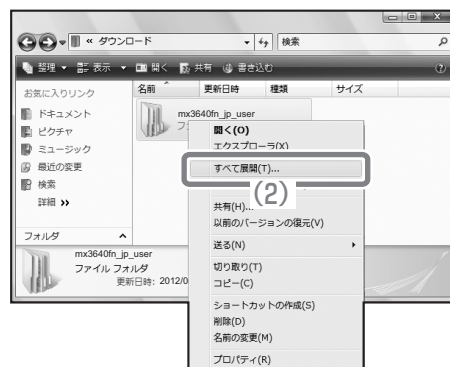 « ダウンロード
検索
整理
表示
開く
共有
書き込む
お気に入りリンク
ドキュメント
ピクチャ
ミュージック
最近の変更
検索
詳細 »
フォルダ
名前
更新日時
種類
サイズ
mx3640fn_jp_user
開く(O)
エクスプローラ(X)
すべて展開(T)...
(2)
共有(H)...
以前のバージョンの復元(V)
送る(N)
切り取り(T)
コピー(C)
ショートカットの作成(S)
削除(D)
名前の変更(M)
プロパティ(R)
mx3640fn_jp_user
ファイル フォルダ
更新日時: 2012/0